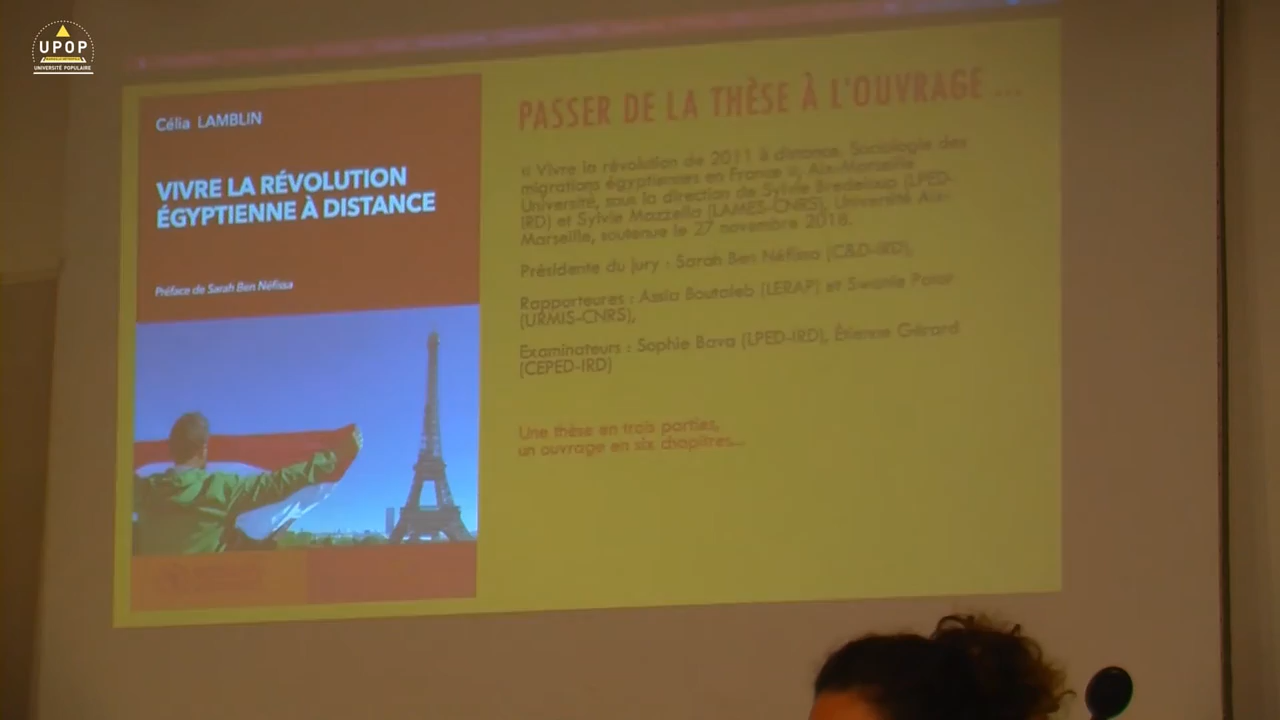 UPOP
UNIVERSITÉ POPULAIRE
Célia LAMBLIN
VIVRE LA RÉVOLUTION
ÉGYPTIENNE À DISTANCE
Préface de Sarah Ben Néfissa
PASSER DE LA THÈSE À L'OUVRAGE ...
« Vivre la révolution de 2011 à distance. Sociologie des
migrations égyptiennes en France », Aix-Marseille
Université, sous la direction de Sylvie Bredeloup (LPED-
IRD) et Sylvie Mazzella (LAMES-CNRS), Université Aix-
Marseille, soutenue le 27 novembre 2018.
Présidente du jury : Sarah Ben Néfissa (C&D-IRD),
Rapporteures : Assia Boutaleb (LERAP) et Swanie
(URMIS-CNRS),
Examinateurs : Sophie Bava (LPED-IRD), Étienne Gérard
(CEPED-IRD)
Une thèse en trois parties,
un ouvrage en six chapitres...